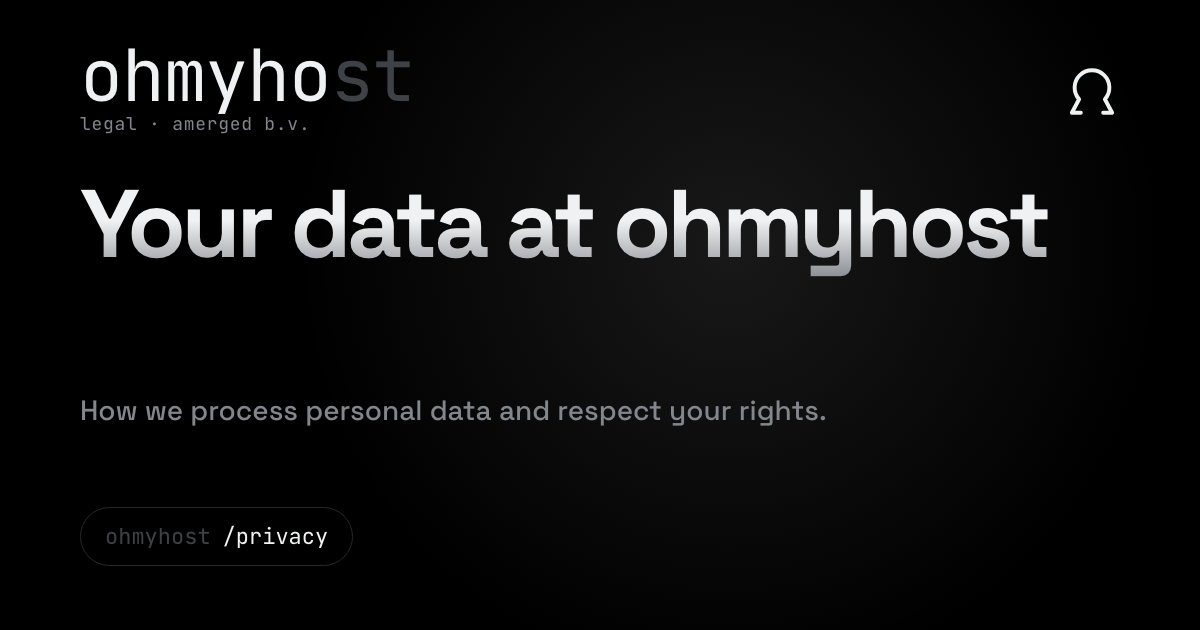 ohmyhost
legal · amerged b.v.
Your data at ohmyhost
How we process personal data and respect your rights.
ohmyhost /privacy